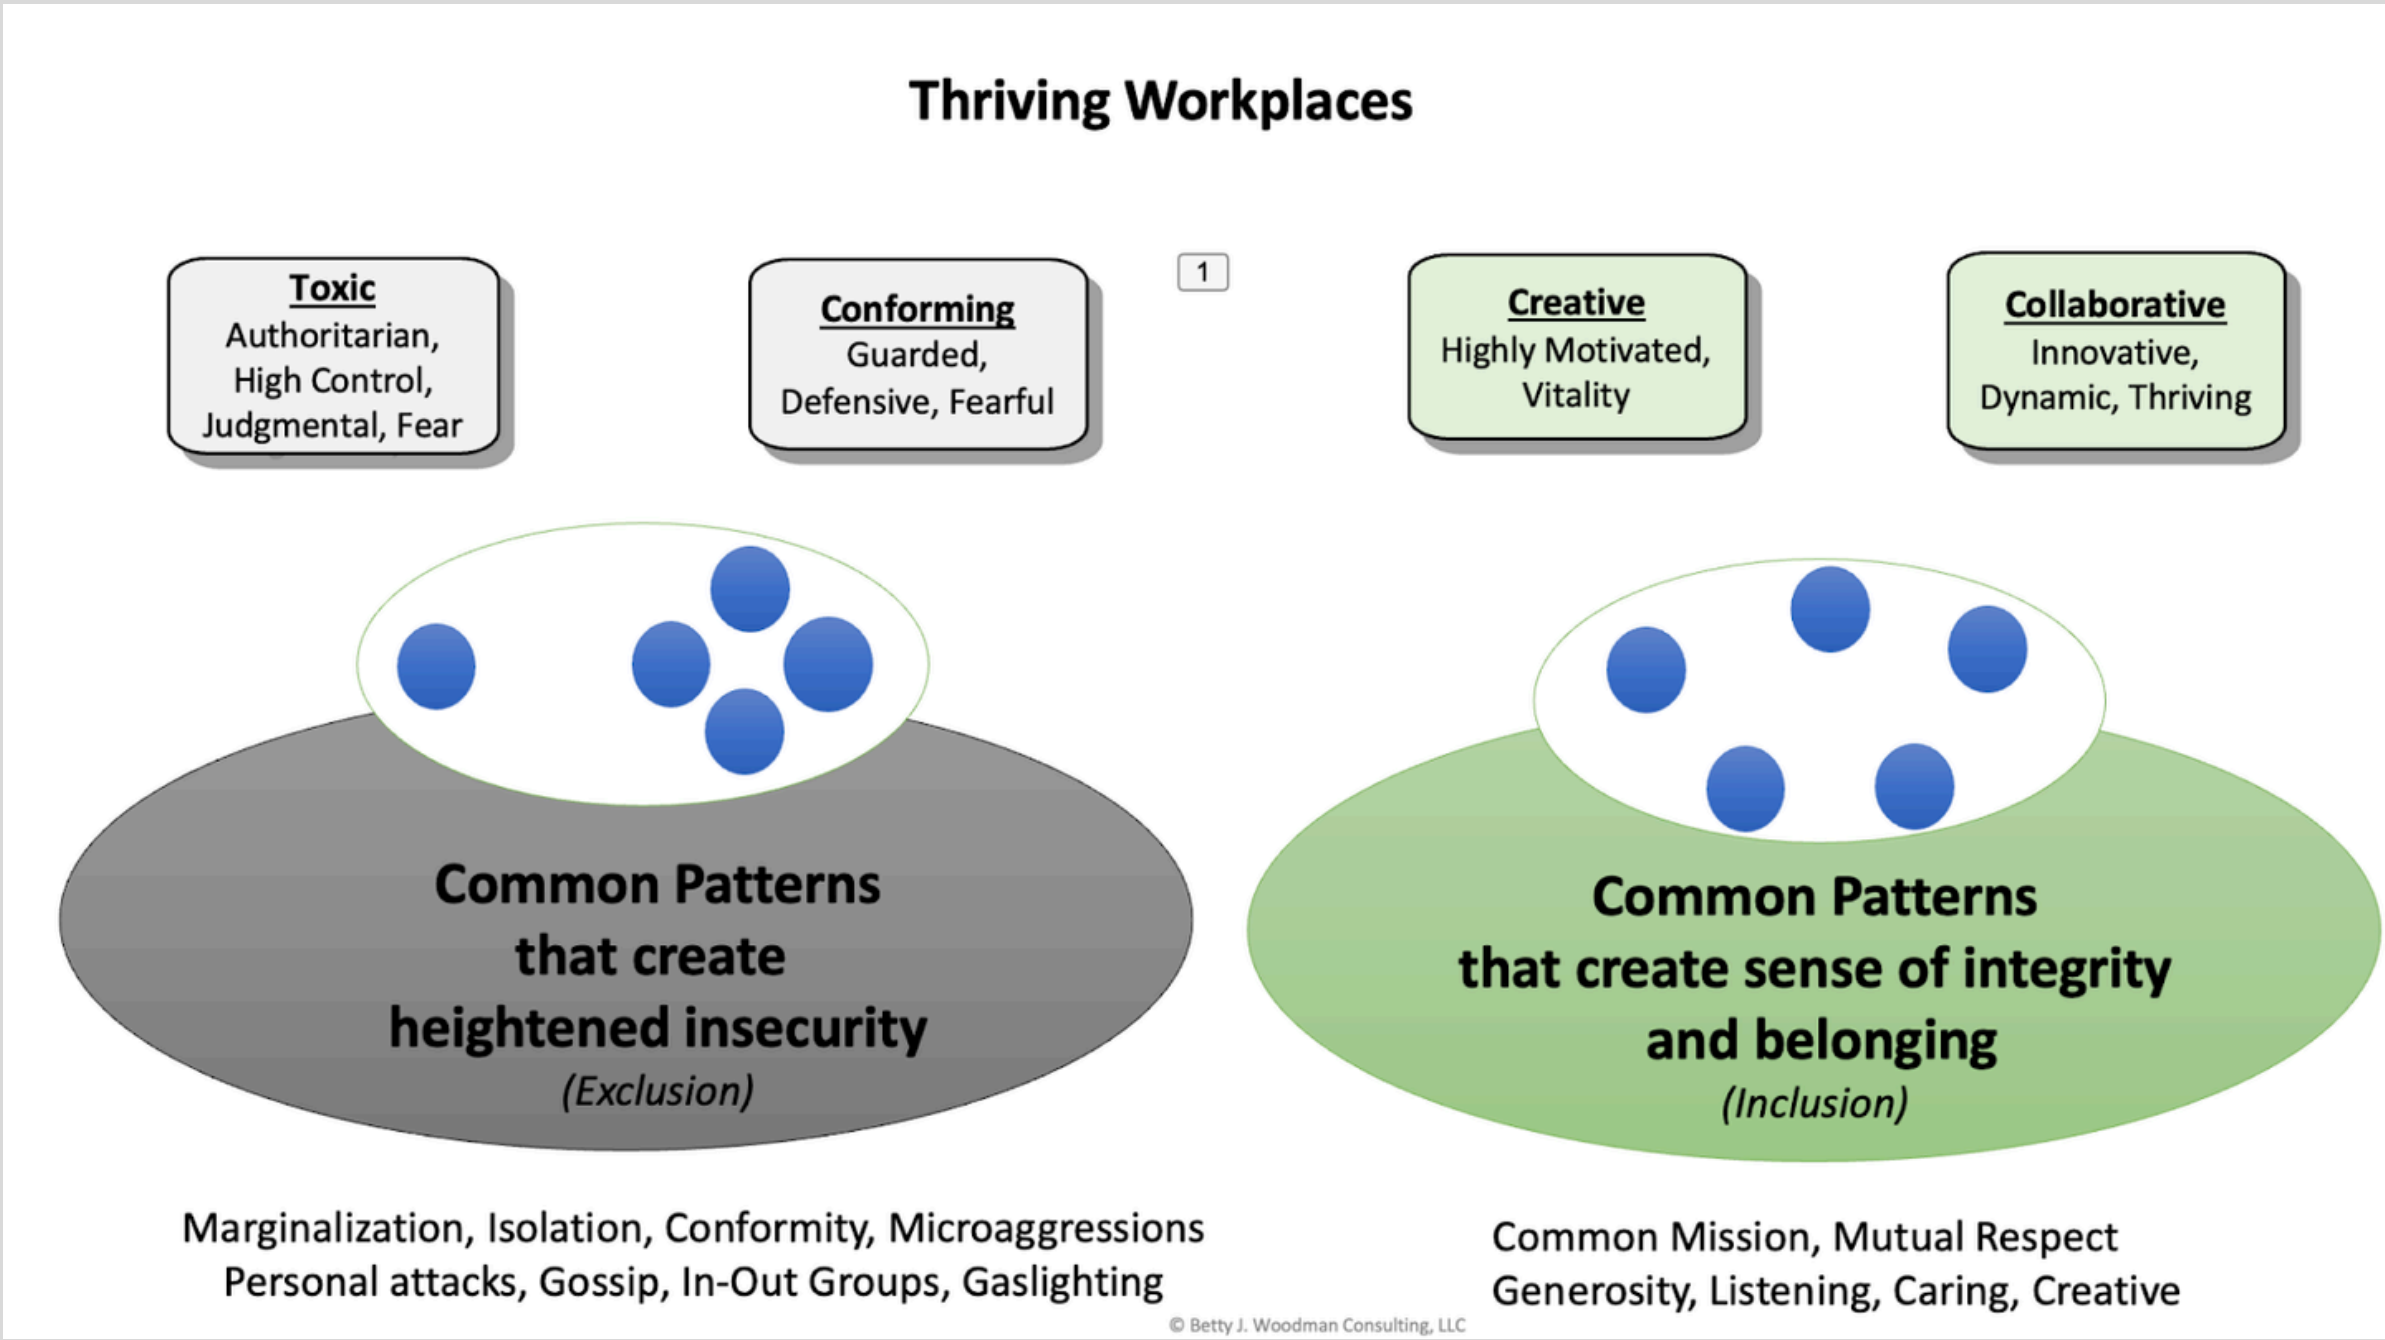 Thriving Workplaces
Toxic
Authoritarian,
High Control,
Judgmental, Fear
Conforming
Guarded,
Defensive, Fearful
1
Creative
Highly Motivated,
Vitality
Collaborative
Innovative,
Dynamic, Thriving
Common Patterns
that create
heightened insecurity
(Exclusion)
Common Patterns
that create sense of integrity
and belonging
(Inclusion)
Marginalization, Isolation, Conformity, Microaggressions
Personal attacks, Gossip, In-Out Groups, Gaslighting
Common Mission, Mutual Respect
Generosity, Listening, Caring, Creative
© Betty J. Woodman Consulting, LLC